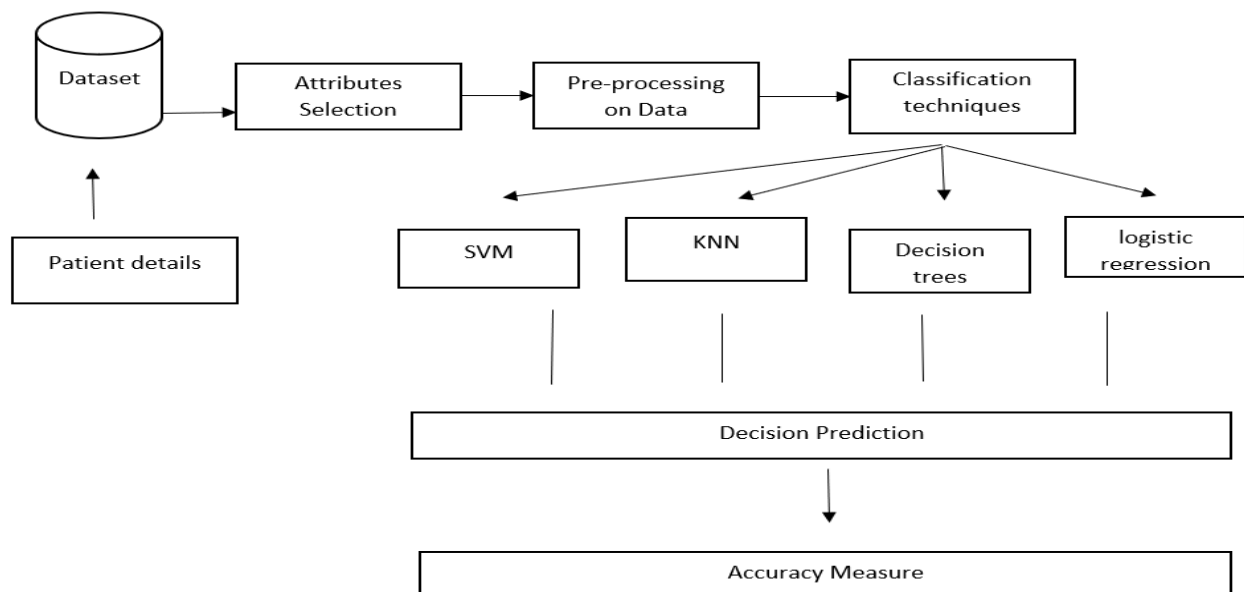 Dataset
Attributes
Selection
Pre-processing
on Data
Classification
techniques
Patient details
SVM
KNN
Decision
trees
logistic
regression
Decision Prediction
Accuracy Measure